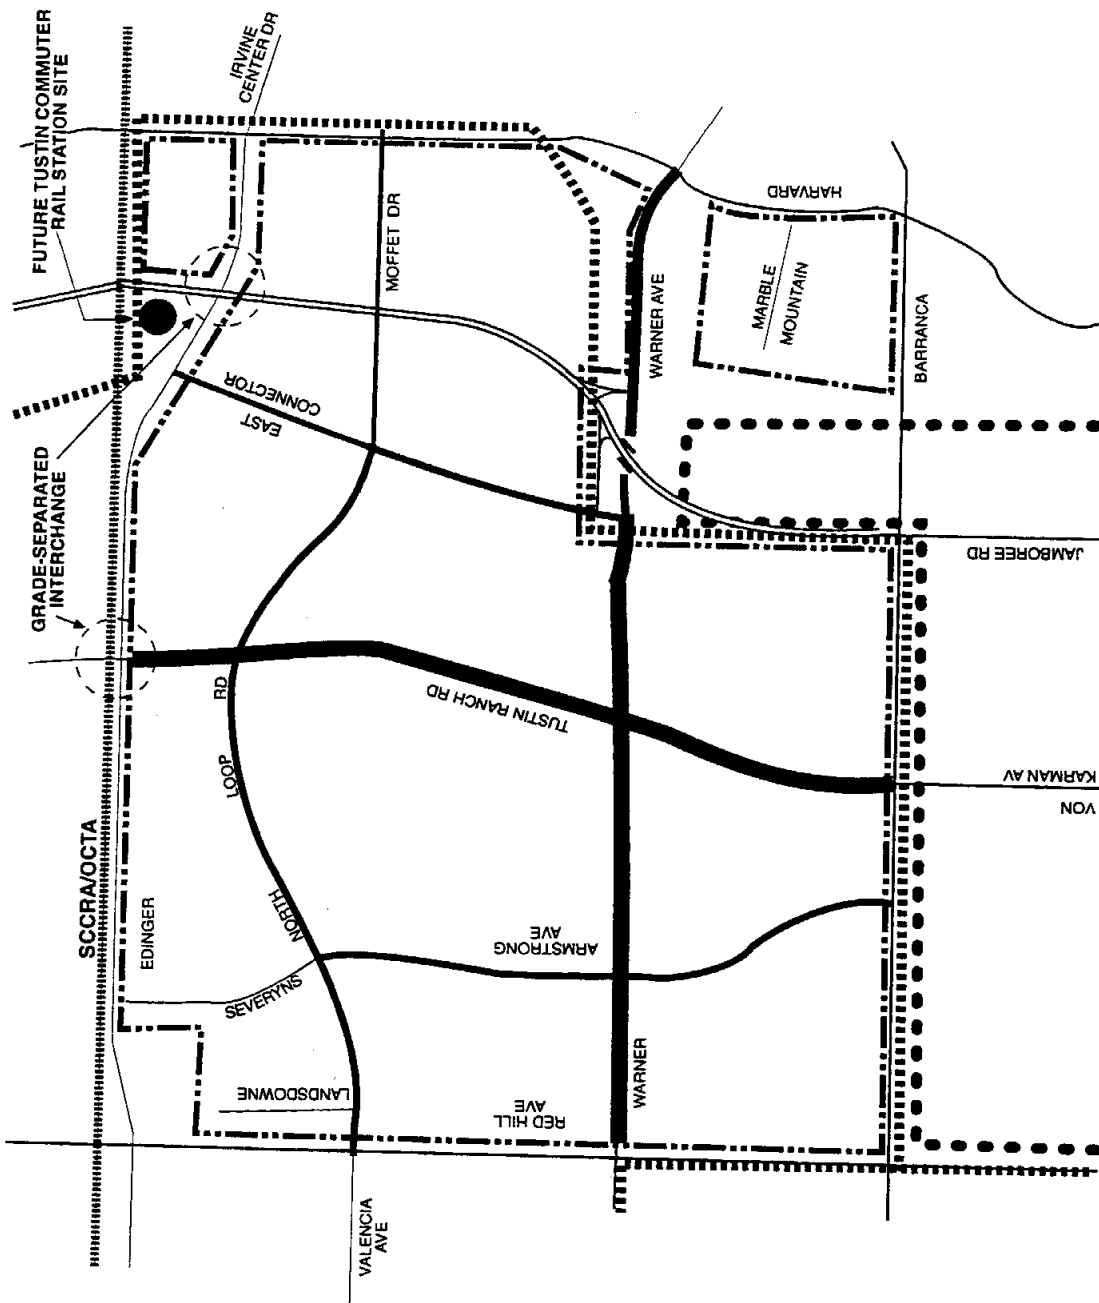 FUTURE TUSTIN COMMUTER
RAIL STATION SITE
IRVINE
CENTER DR
GRADE-SEPARATED
INTERCHANGE
SCCRA/OCTA
EDINGER
MOFFET DR
EAST
CONNECTOR
NORTH
LOOP
RD
TUSTIN RANCH RD
SEVERYNS
LANDSDOWNE
VALENCIA
AVE
RED HILL
AVE
ARMSTRONG
AVE
WARNER
WARNER AVE
HARVARD
MARBLE
MOUNTAIN
BARRANCA
JAMBOREE RD
VON
KARMAN AV